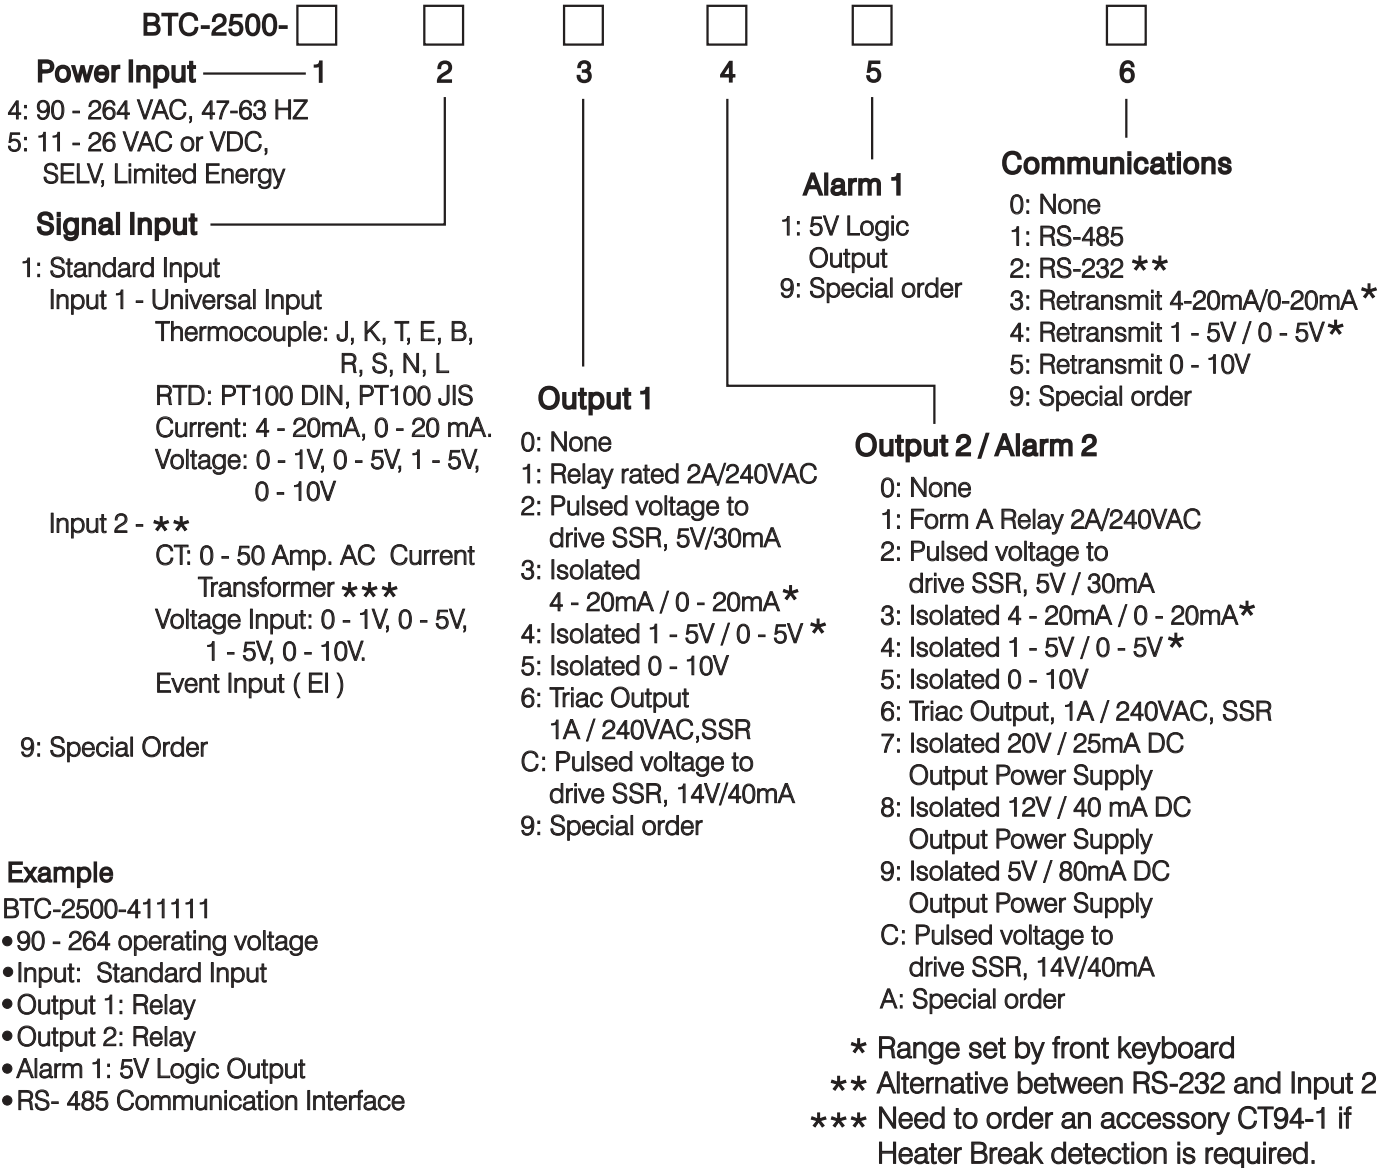 BTC-2500-
Power Input 1 2 3 4 5 6
4: 90 - 264 VAC, 47-63 HZ
5: 11 - 26 VAC or VDC,
SELV, Limited Energy
Signal Input
1: Standard Input
Input 1 - Universal Input
Thermocouple: J, K, T, E, B,
R, S, N, L
RTD: PT100 DIN, PT100 JIS
Current: 4 - 20mA, 0 - 20 mA.
Voltage: 0 - 1V, 0 - 5V, 1 - 5V,
0 - 10V
Input 2 - **
CT: 0 - 50 Amp. AC Current
Transformer ***
Voltage Input: 0 - 1V, 0 - 5V,
1 - 5V, 0 - 10V.
Event Input ( EI )
9: Special Order
Output 1
0: None
1: Relay rated 2A/240VAC
2: Pulsed voltage to
drive SSR, 5V/30mA
3: Isolated
4 - 20mA / 0 - 20mA*
4: Isolated 1 - 5V / 0 - 5V *
5: Isolated 0 - 10V
6: Triac Output
1A / 240VAC,SSR
C: Pulsed voltage to
drive SSR, 14V/40mA
9: Special order
Output 2 / Alarm 2
0: None
1: Form A Relay 2A/240VAC
2: Pulsed voltage to
drive SSR, 5V / 30mA
3: Isolated 4 - 20mA / 0 - 20mA*
4: Isolated 1 - 5V / 0 - 5V*
5: Isolated 0 - 10V
6: Triac Output, 1A / 240VAC, SSR
7: Isolated 20V / 25mA DC
Output Power Supply
8: Isolated 12V / 40 mA DC
Output Power Supply
9: Isolated 5V / 80mA DC
Output Power Supply
C: Pulsed voltage to
drive SSR, 14V/40mA
A: Special order
Alarm 1
1: 5V Logic
Output
9: Special order
Communications
0: None
1: RS-485
2: RS-232 **
3: Retransmit 4-20mA/0-20mA*
4: Retransmit 1 - 5V / 0 - 5V*
5: Retransmit 0 - 10V
9: Special order
Example
BTC-2500-411111
•90 - 264 operating voltage
•Input: Standard Input
•Output 1: Relay
•Output 2: Relay
•Alarm 1: 5V Logic Output
•RS- 485 Communication Interface
* Range set by front keyboard
** Alternative between RS-232 and Input 2
*** Need to order an accessory CT94-1 if
Heater Break detection is required.